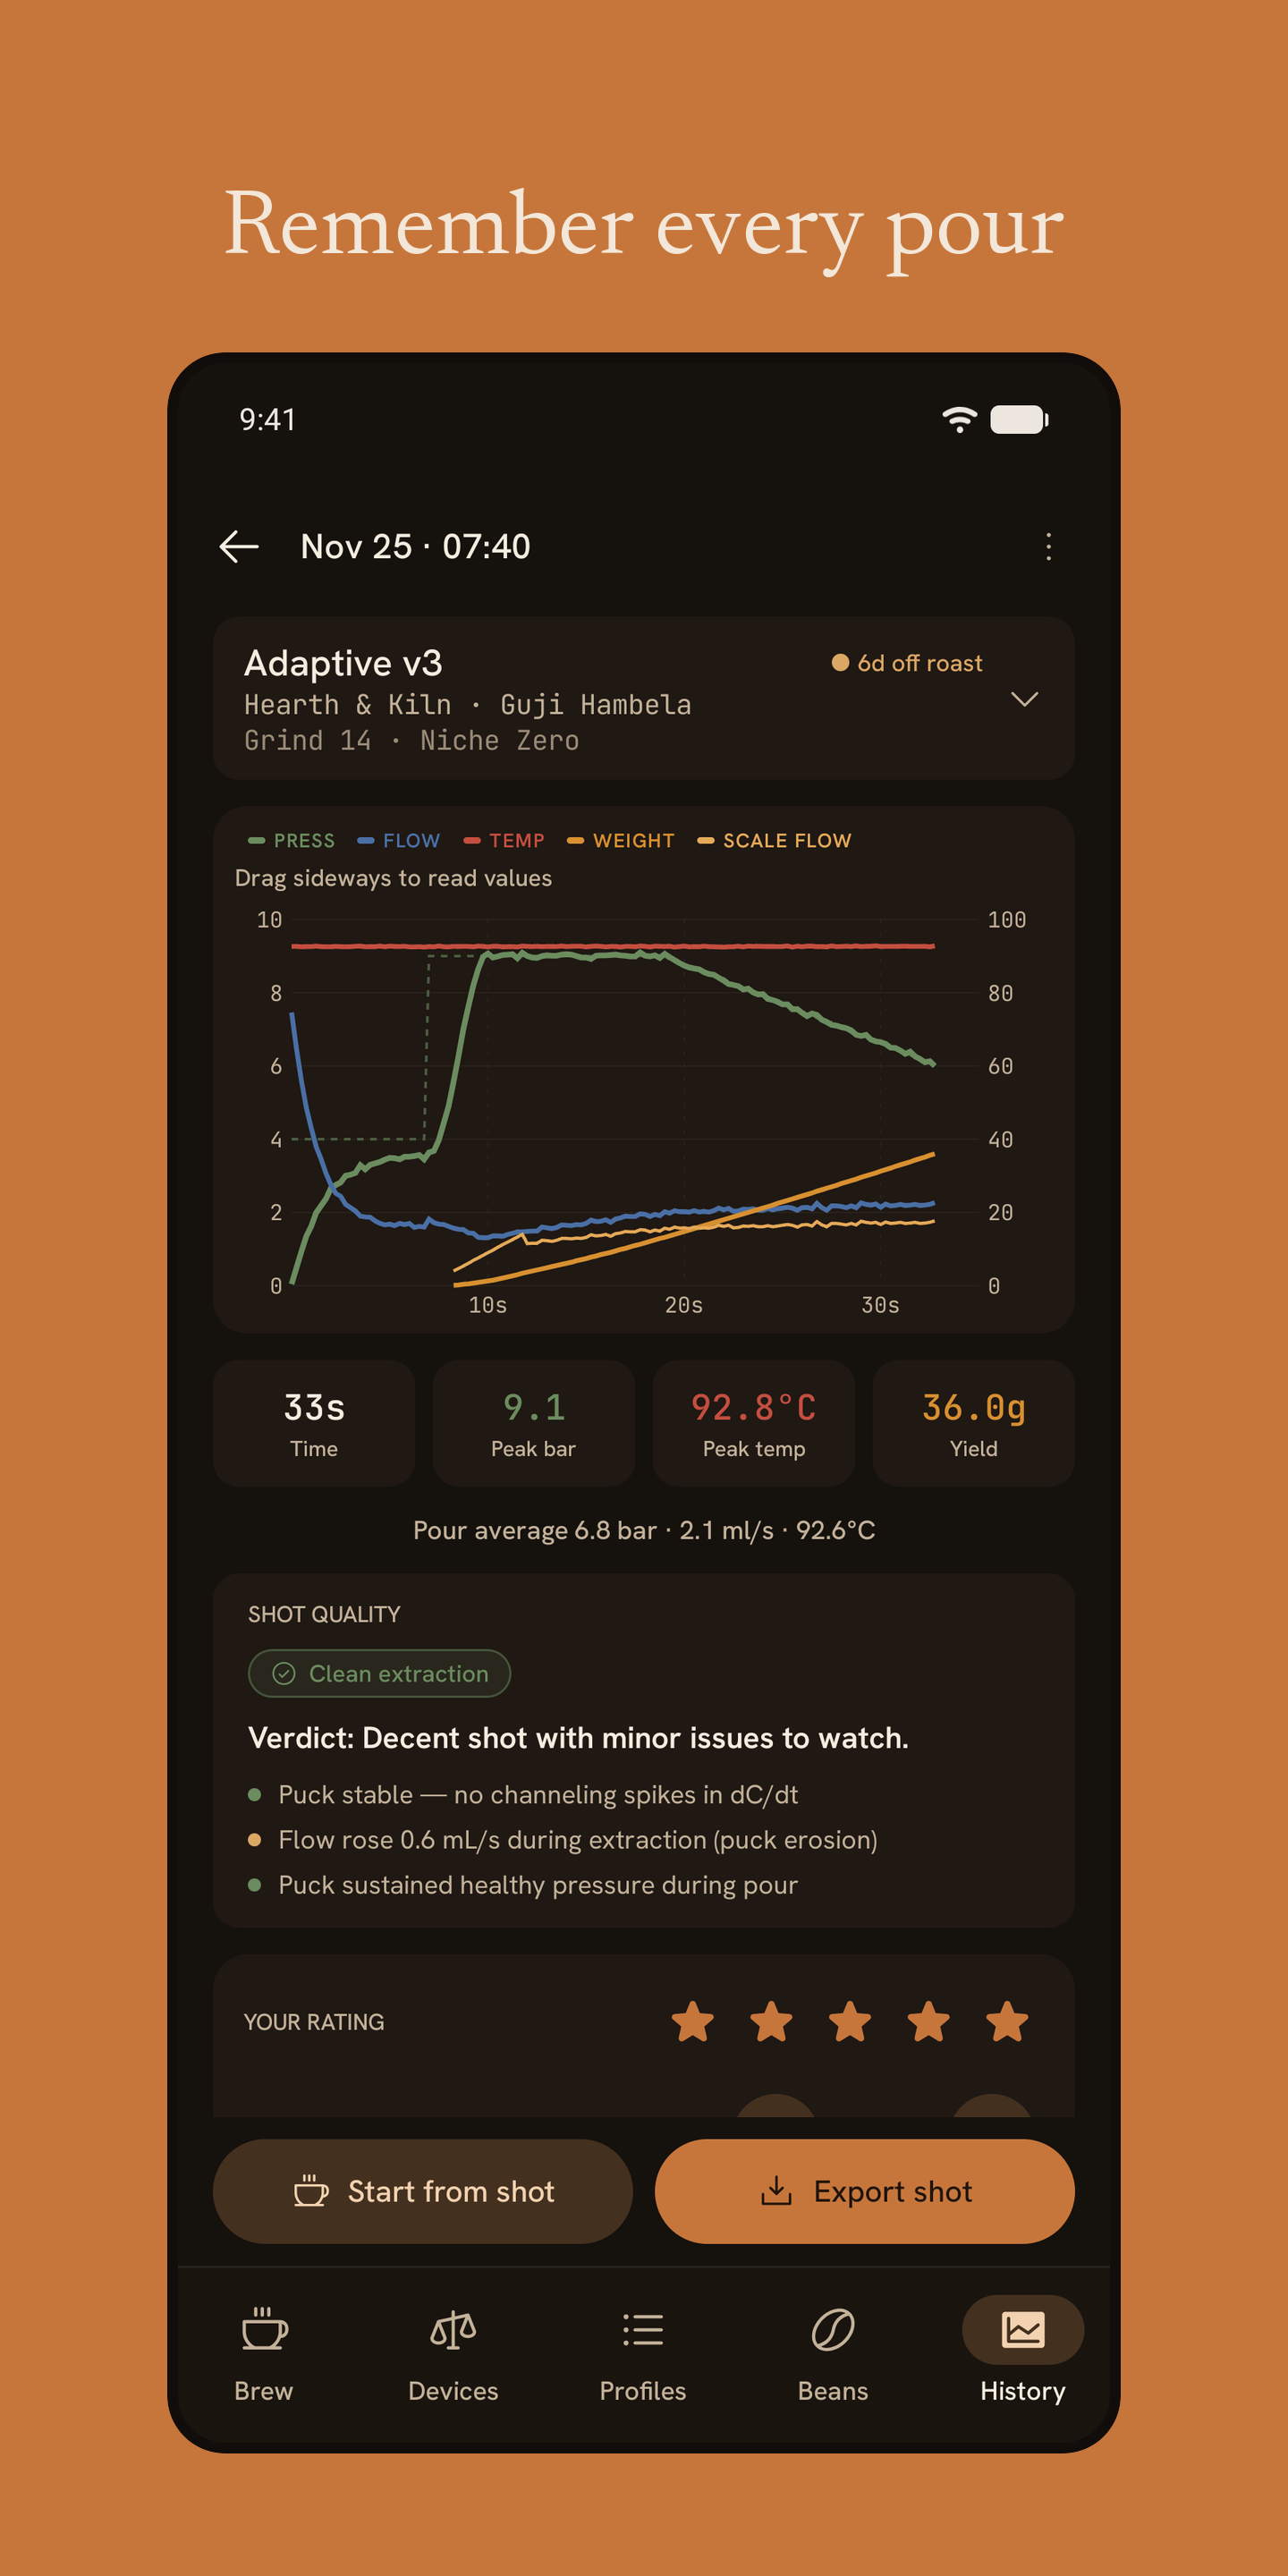 Remember every pour
9:41
Nov 25 · 07:40
Adaptive v3
6d off roast
Hearth & Kiln · Guji Hambela
Grind 14 · Niche Zero
PRESS FLOW TEMP WEIGHT SCALE FLOW
Drag sideways to read values
10 100
8 80
6 60
4 40
2 20
0 0
10s 20s 30s
33s 9.1 92.8°C 36.0g
Time Peak bar Peak temp Yield
Pour average 6.8 bar · 2.1 ml/s · 92.6°C
SHOT QUALITY
Clean extraction
Verdict: Decent shot with minor issues to watch.
Puck stable — no channeling spikes in dC/dt
Flow rose 0.6 mL/s during extraction (puck erosion)
Puck sustained healthy pressure during pour
YOUR RATING
Start from shot Export shot
Brew Devices Profiles Beans History